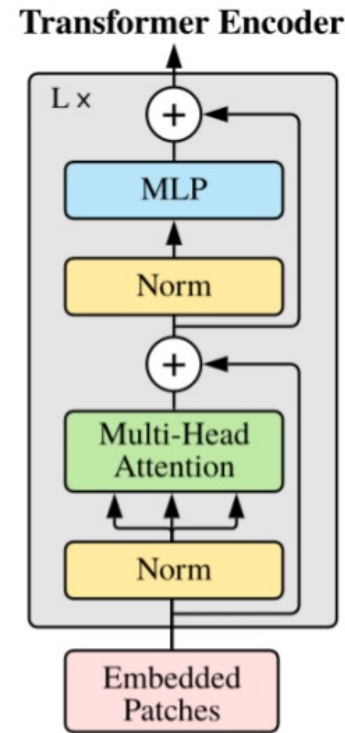 Transformer Encoder
L ×
+
MLP
Norm
+
Multi-Head
Attention
Norm
Embedded
Patches